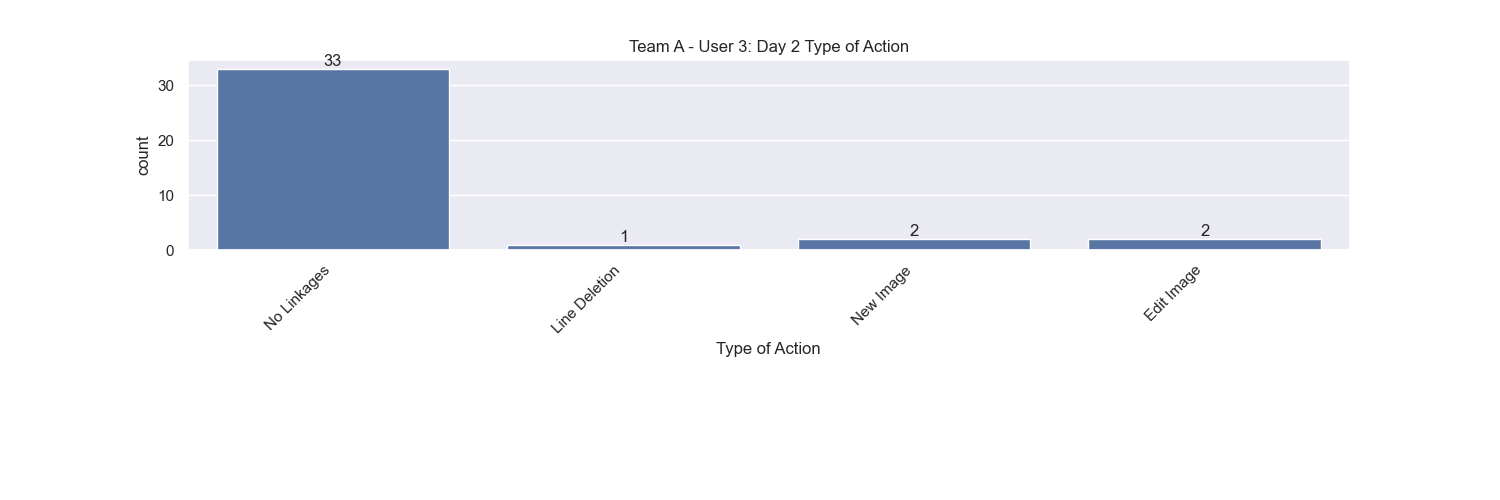 Team A - User 3: Day 2 Type of Action
33
30
20
10
0
count
1
2
2
No Linkages
Line Deletion
New Image
Edit Image
Type of Action